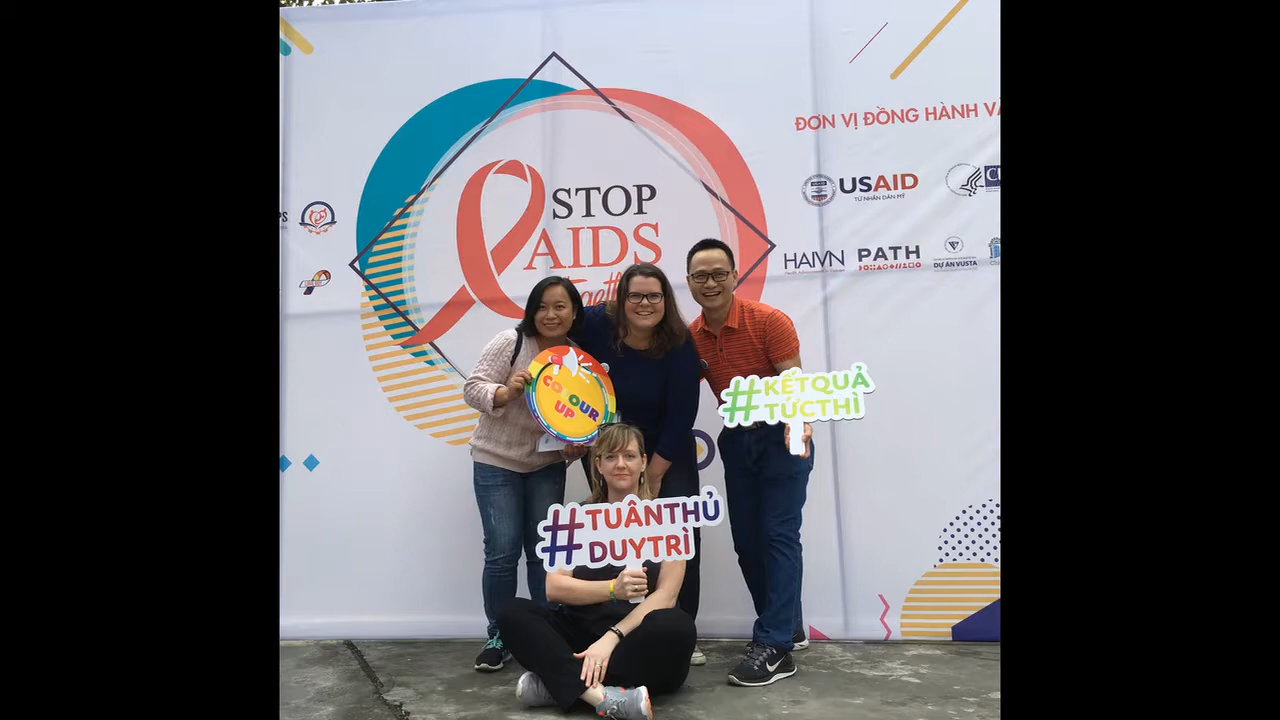 ĐƠN VỊ ĐỒNG HÀNH VÀ
STOP
AIDS
USAID
TỪ NHÂN DÂN MỸ
HAIVN
PATH
DỰ ÁN VUSTA
COLOUR
UP
#KẾTQUẢ
TỨCTHÌ
#TUÂNTHỦ
DUYTRÌ